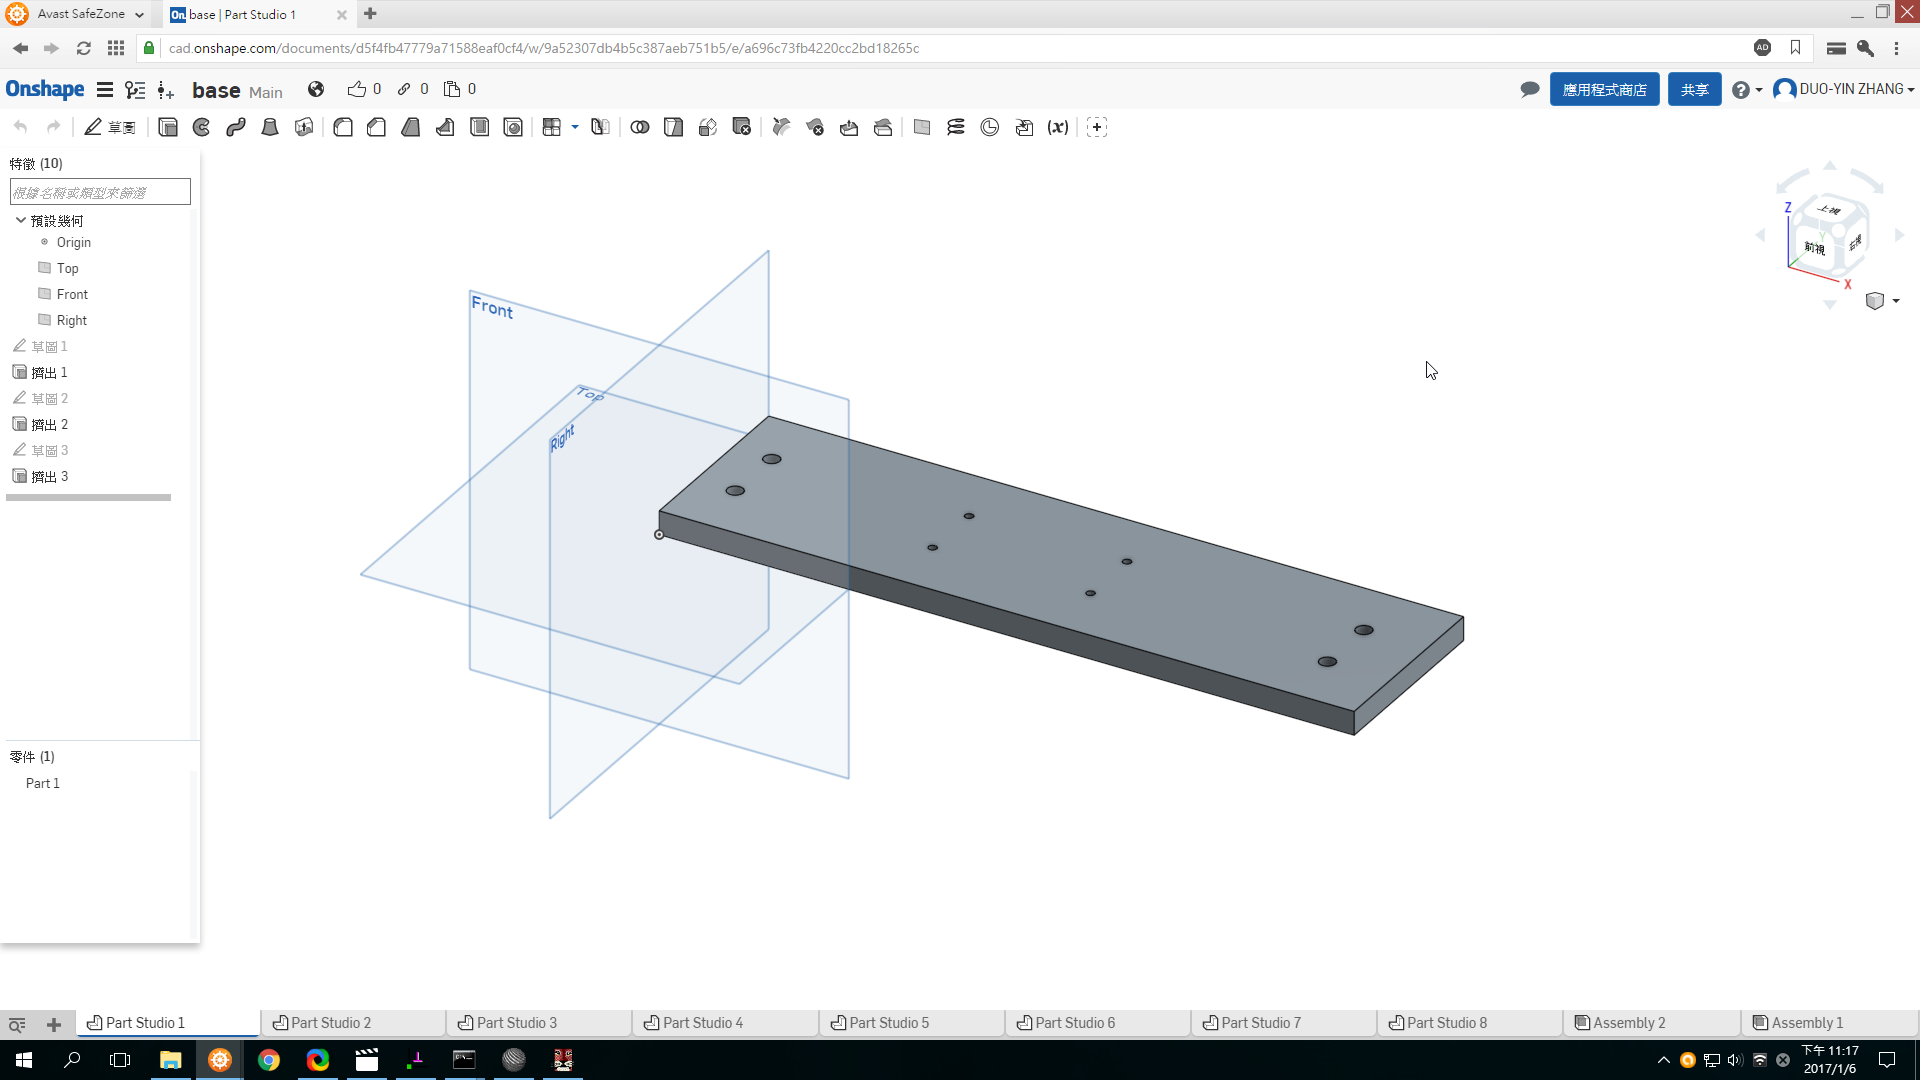 Avast SafeZone
On base | Part Studio 1
cad.onshape.com/documents/d5f4fb47779a71588eaf0cf4/w/9a52307db4b5c387aeb751b5/e/a696c73fb4220cc2bd18265c
AD
Onshape base Main 0 0 0 應用程式商店 共享 DUO-YIN ZHANG
草圖 (x)
特徵 (10)
根據名稱或類型來篩選
預設幾何
Origin
Top
Front
Right
草圖 1
擠出 1
草圖 2
擠出 2
草圖 3
擠出 3
零件 (1)
Part 1
Front
Top
Right
Z
上視
Y
前視
右視
X
Part Studio 1
Part Studio 2
Part Studio 3
Part Studio 4
Part Studio 5
Part Studio 6
Part Studio 7
Part Studio 8
Assembly 2
Assembly 1
下午 11:17
2017/1/6